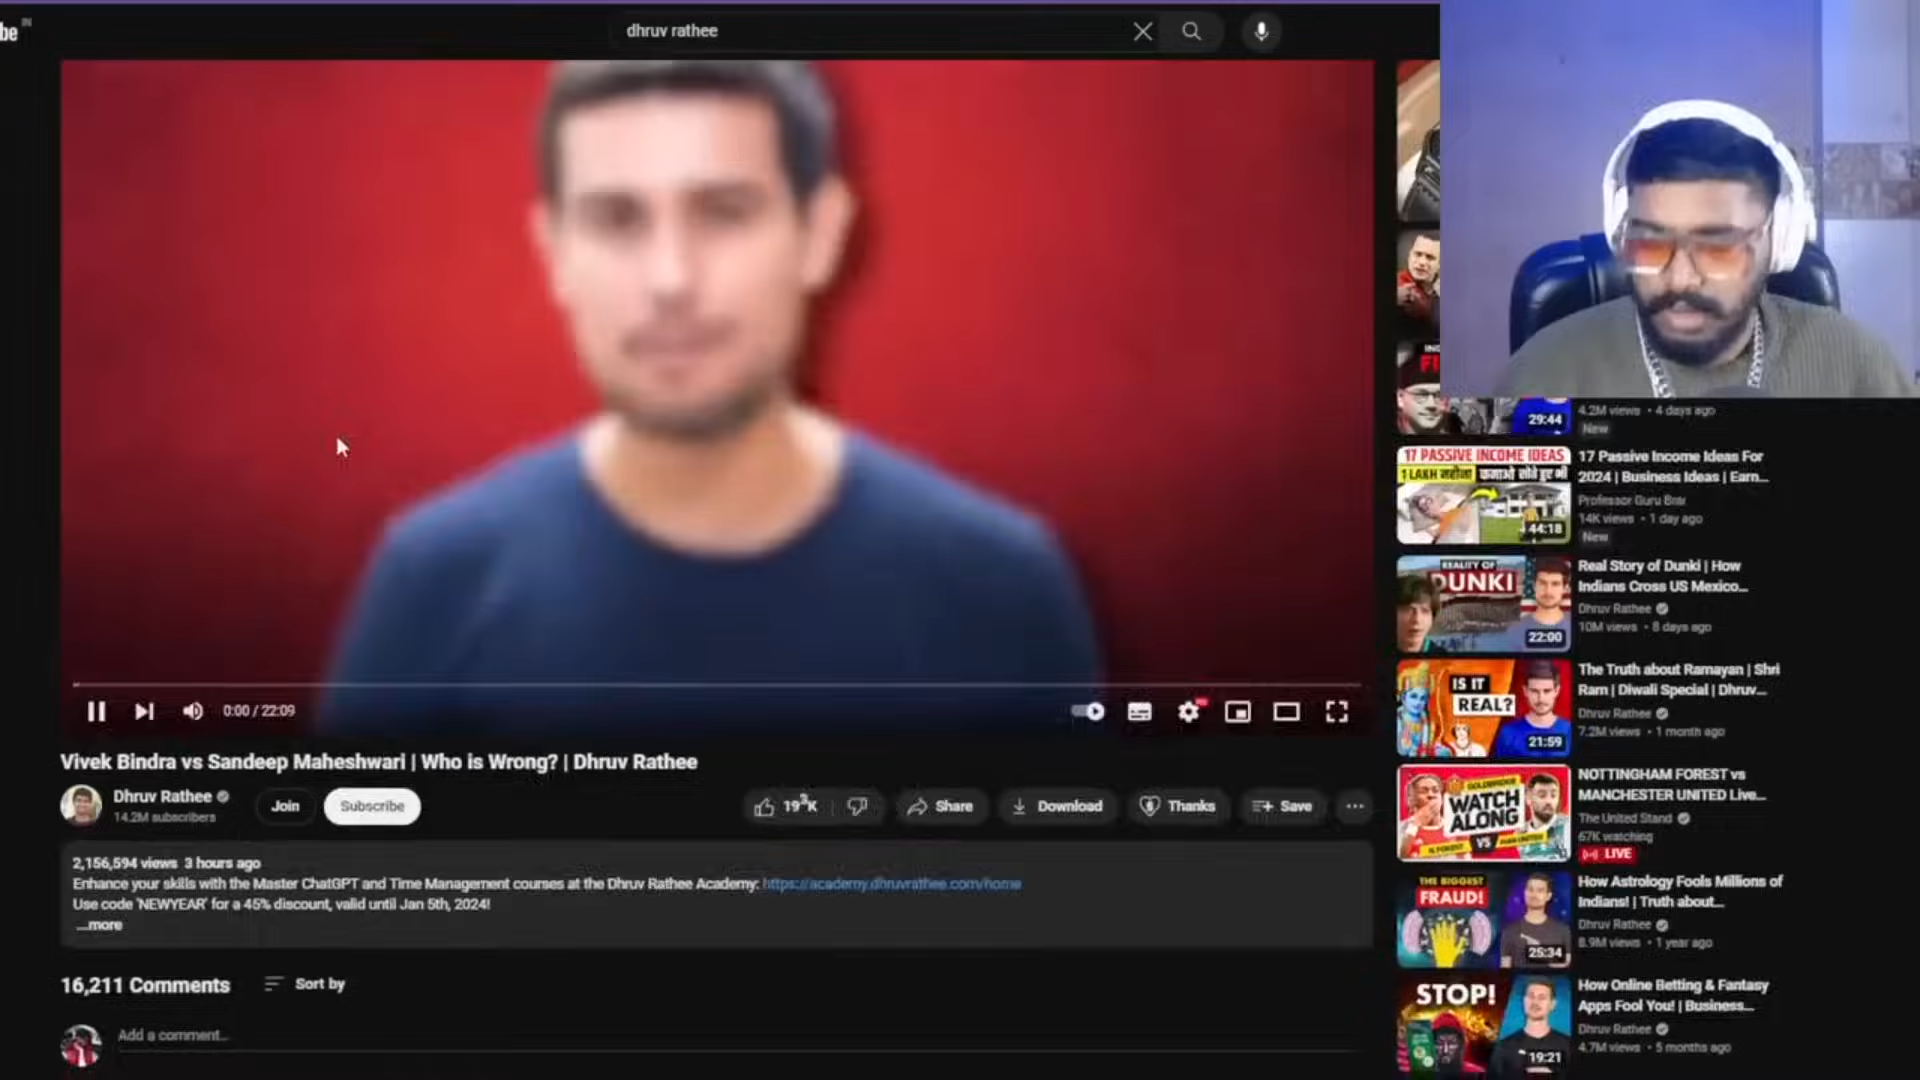 be
IN
dhruv rathee
0:00 / 22:09
Vivek Bindra vs Sandeep Maheshwari | Who is Wrong? | Dhruv Rathee
Dhruv Rathee
14.2M subscribers
Join
Subscribe
Share
Download
Thanks
Save
2,156,594 views 3 hours ago
Enhance your skills with the Master ChatGPT and Time Management courses at the Dhruv Rathee Academy: https://academy.dhruvrathee.com/home
Use code 'NEWYEAR' for a 45% discount, valid until Jan 5th, 2024!
...more
16,211 Comments
Sort by
Add a comment...
29:44
4.2M views • 4 days ago
New
17 PASSIVE INCOME IDEAS
1 LAKH महीना कमाओ सोते हुए भी
44:18
17 Passive Income Ideas For
2024 | Business Ideas | Earn...
Professor Guru Brar
14K views • 1 day ago
New
REALITY OF
DUNKI
22:00
Real Story of Dunki | How
Indians Cross US Mexico...
Dhruv Rathee
10M views • 8 days ago
IS IT
REAL?
21:59
The Truth about Ramayan | Shri
Ram | Diwali Special | Dhruv...
Dhruv Rathee
7.2M views • 1 month ago
WATCH
ALONG
VS
NOTTINGHAM FOREST vs
MANCHESTER UNITED Live...
The United Stand
67K watching
LIVE
THE BIGGEST
FRAUD!
25:34
How Astrology Fools Millions of
Indians! | Truth about...
Dhruv Rathee
8.9M views • 1 year ago
STOP!
19:21
How Online Betting & Fantasy
Apps Fool You! | Business...
Dhruv Rathee
4.7M views • 5 months ago